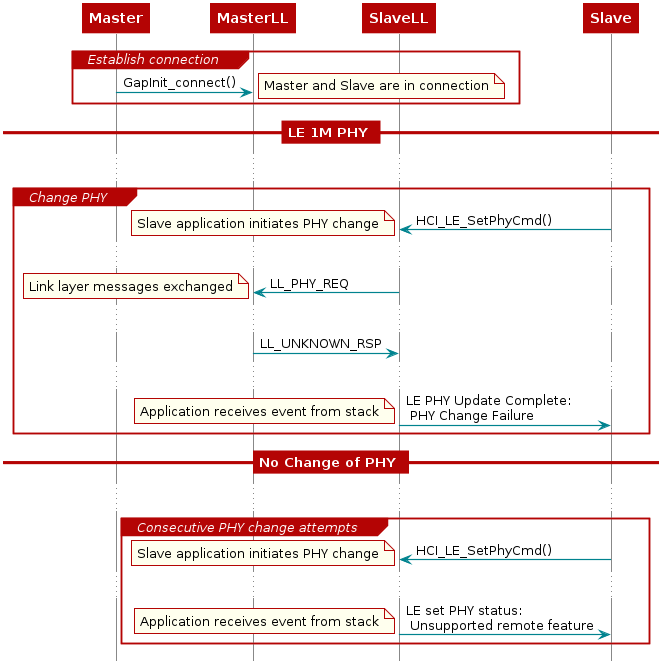 Master
MasterLL
SlaveLL
Slave
Establish connection
GapInit_connect()
Master and Slave are in connection
LE 1M PHY
Change PHY
Slave application initiates PHY change
HCI_LE_SetPhyCmd()
Link layer messages exchanged
LL_PHY_REQ
LL_UNKNOWN_RSP
Application receives event from stack
LE PHY Update Complete:
PHY Change Failure
No Change of PHY
Consecutive PHY change attempts
Slave application initiates PHY change
HCI_LE_SetPhyCmd()
Application receives event from stack
LE set PHY status:
Unsupported remote feature